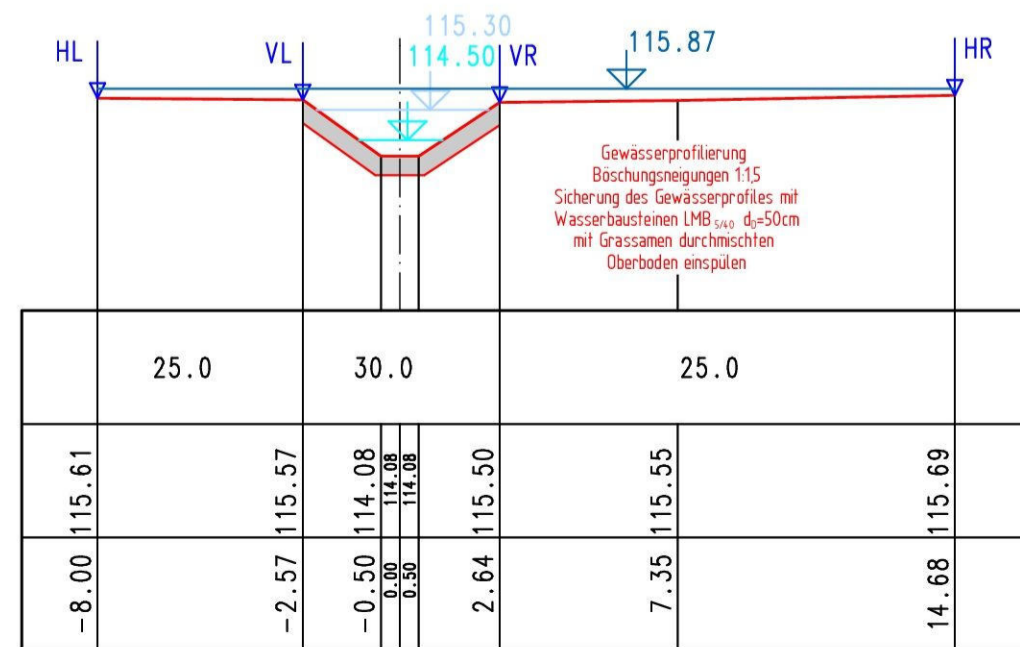 115.30
HL
VL
114.50
VR
115.87
HR
Gewässerprofilierung
Böschungsneigungen 1:1,5
Sicherung des Gewässerprofiles mit
Wasserbausteinen LMB 5/40 d₀=50cm
mit Grassamen durchmischten
Oberboden einspülen
25.0
30.0
25.0
115.61
115.57
114.08
114.08
114.08
115.50
115.55
115.69
-8.00
-2.57
-0.50
0.00
0.50
2.64
7.35
14.68